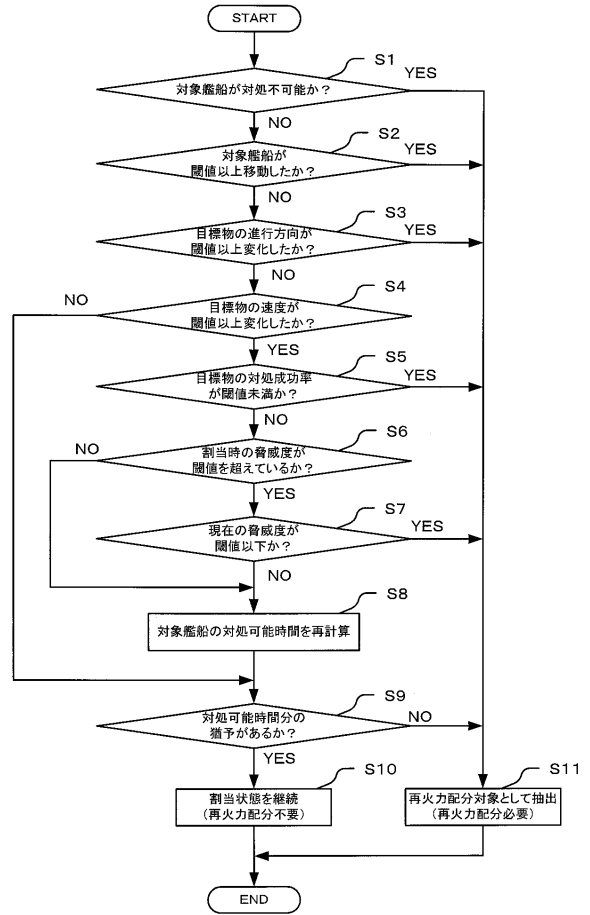 START
S1
対象艦船が対処不可能か？
YES
NO
S2
対象艦船が
閾値以上移動したか？
YES
NO
S3
目標物の進行方向が
閾値以上変化したか？
YES
NO
S4
NO
目標物の速度が
閾値以上変化したか？
YES
S5
目標物の対処成功率
が閾値未満か？
YES
NO
S6
NO
割当時の脅威度が
閾値を超えているか？
YES
S7
現在の脅威度が
閾値以下か？
YES
NO
S8
対象艦船の対処可能時間を再計算
S9
対処可能時間分の
猶予があるか？
NO
YES
S10
割当状態を継続
（再火力配分不要）
S11
再火力配分対象として抽出
（再火力配分必要）
END